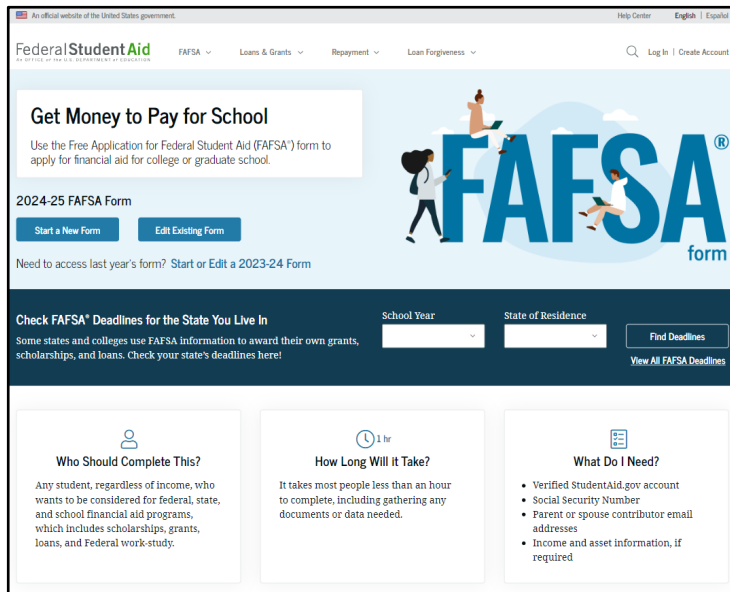 An official website of the United States government.
Help Center English | Español
Federal Student Aid
An OFFICE of the U.S. DEPARTMENT of EDUCATION
FAFSA
Loans & Grants
Repayment
Loan Forgiveness
Log In | Create Account
Get Money to Pay for School
Use the Free Application for Federal Student Aid (FAFSA®) form to
apply for financial aid for college or graduate school.
2024-25 FAFSA Form
Start a New Form
Edit Existing Form
Need to access last year's form? Start or Edit a 2023-24 Form
FAFSA®
form
Check FAFSA® Deadlines for the State You Live In
Some states and colleges use FAFSA information to award their own grants,
scholarships, and loans. Check your state's deadlines here!
School Year
State of Residence
Find Deadlines
View All FAFSA Deadlines
Who Should Complete This?
Any student, regardless of income, who
wants to be considered for federal, state,
and school financial aid programs,
which includes scholarships, grants,
loans, and Federal work-study.
1 hr
How Long Will it Take?
It takes most people less than an hour
to complete, including gathering any
documents or data needed.
What Do I Need?
• Verified StudentAid.gov account
• Social Security Number
• Parent or spouse contributor email
addresses
• Income and asset information, if
required